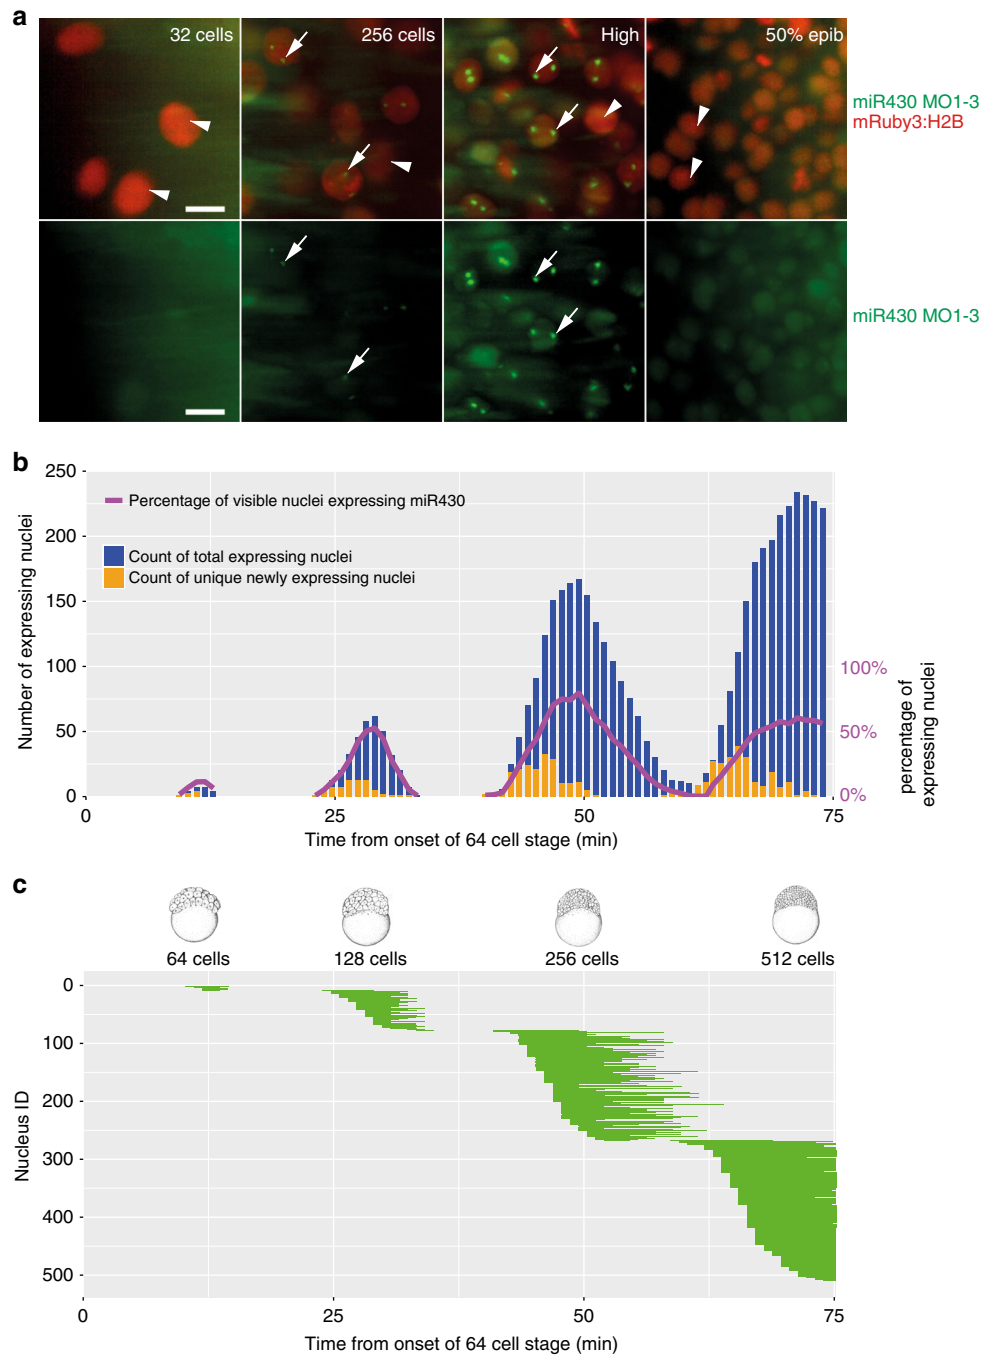 a
32 cells
256 cells
High
50% epib
miR430 MO1-3
mRuby3:H2B
miR430 MO1-3
b
250
200
150
100
50
0
Number of expressing nuclei
Percentage of visible nuclei expressing miR430
Count of total expressing nuclei
Count of unique newly expressing nuclei
100%
50%
0%
percentage of
expressing nuclei
0
25
50
75
Time from onset of 64 cell stage (min)
c
64 cells
128 cells
256 cells
512 cells
0
100
200
300
400
500
Nucleus ID
0
25
50
75
Time from onset of 64 cell stage (min)